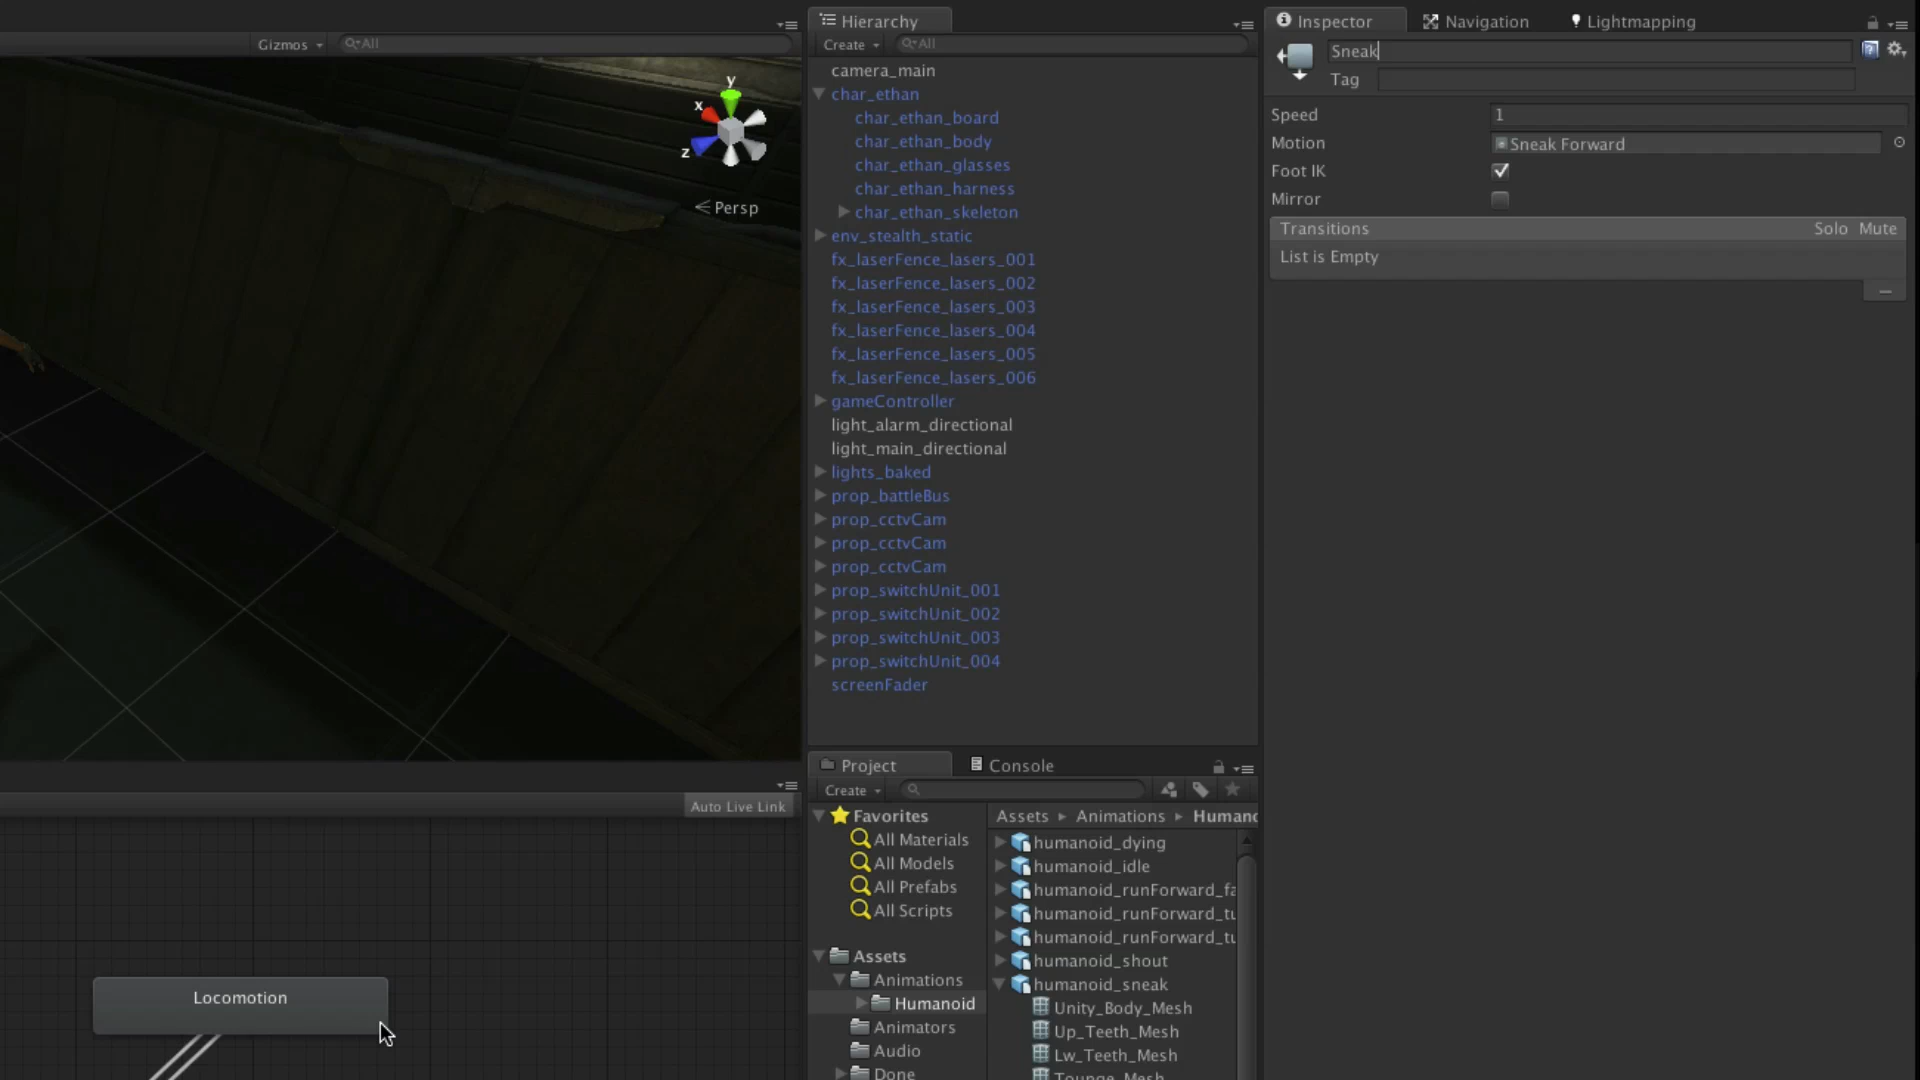 Gizmos
All
y
x
z
Persp
Auto Live Link
Locomotion
Hierarchy
Create
All
camera_main
char_ethan
char_ethan_board
char_ethan_body
char_ethan_glasses
char_ethan_harness
char_ethan_skeleton
env_stealth_static
fx_laserFence_lasers_001
fx_laserFence_lasers_002
fx_laserFence_lasers_003
fx_laserFence_lasers_004
fx_laserFence_lasers_005
fx_laserFence_lasers_006
gameController
light_alarm_directional
light_main_directional
lights_baked
prop_battleBus
prop_cctvCam
prop_cctvCam
prop_cctvCam
prop_switchUnit_001
prop_switchUnit_002
prop_switchUnit_003
prop_switchUnit_004
screenFader
Project Console
Create
Favorites
All Materials
All Models
All Prefabs
All Scripts
Assets
Animations
Humanoid
Animators
Audio
Done
Assets Animations Humano
humanoid_dying
humanoid_idle
humanoid_runForward_fa
humanoid_runForward_tu
humanoid_runForward_tu
humanoid_shout
humanoid_sneak
Unity_Body_Mesh
Up_Teeth_Mesh
Lw_Teeth_Mesh
Tounge_Mesh
Inspector Navigation Lightmapping
Sneak
Tag
Speed 1
Motion Sneak Forward
Foot IK
Mirror
Transitions Solo Mute
List is Empty